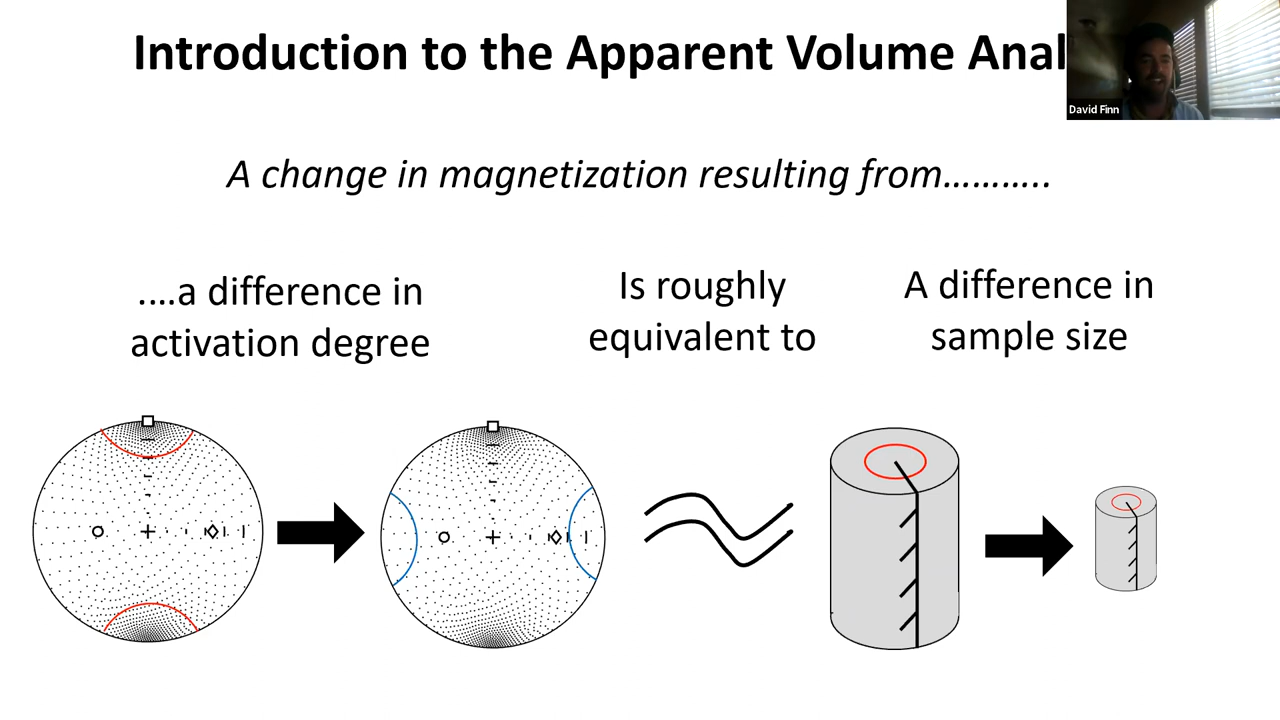 Introduction to the Apparent Volume Anal
David Finn
A change in magnetization resulting from………..
….a difference in
activation degree
Is roughly
equivalent to
A difference in
sample size